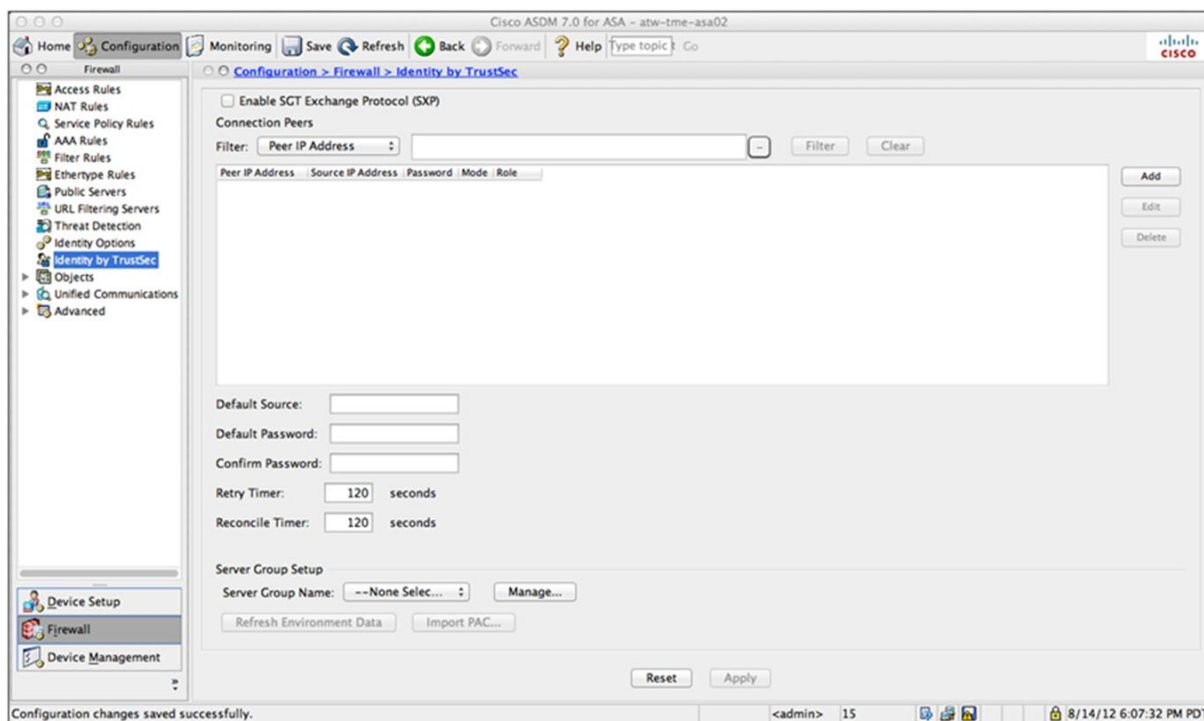 Cisco ASDM 7.0 for ASA - atw-tme-asa02
Home Configuration Monitoring Save Refresh Back Forward Help Type topic Go
CISCO
Firewall
Access Rules
NAT Rules
Service Policy Rules
AAA Rules
Filter Rules
Ethertype Rules
Public Servers
URL Filtering Servers
Threat Detection
Identity Options
Identity by TrustSec
Objects
Unified Communications
Advanced
Device Setup
Firewall
Device Management
»
Configuration > Firewall > Identity by TrustSec
Enable SGT Exchange Protocol (SXP)
Connection Peers
Filter: Peer IP Address - Filter Clear
Peer IP Address Source IP Address Password Mode Role
Add
Edit
Delete
Default Source:
Default Password:
Confirm Password:
Retry Timer: 120 seconds
Reconcile Timer: 120 seconds
Server Group Setup
Server Group Name: --None Selec... Manage...
Refresh Environment Data Import PAC...
Reset Apply
Configuration changes saved successfully. <admin> 15 8/14/12 6:07:32 PM PD